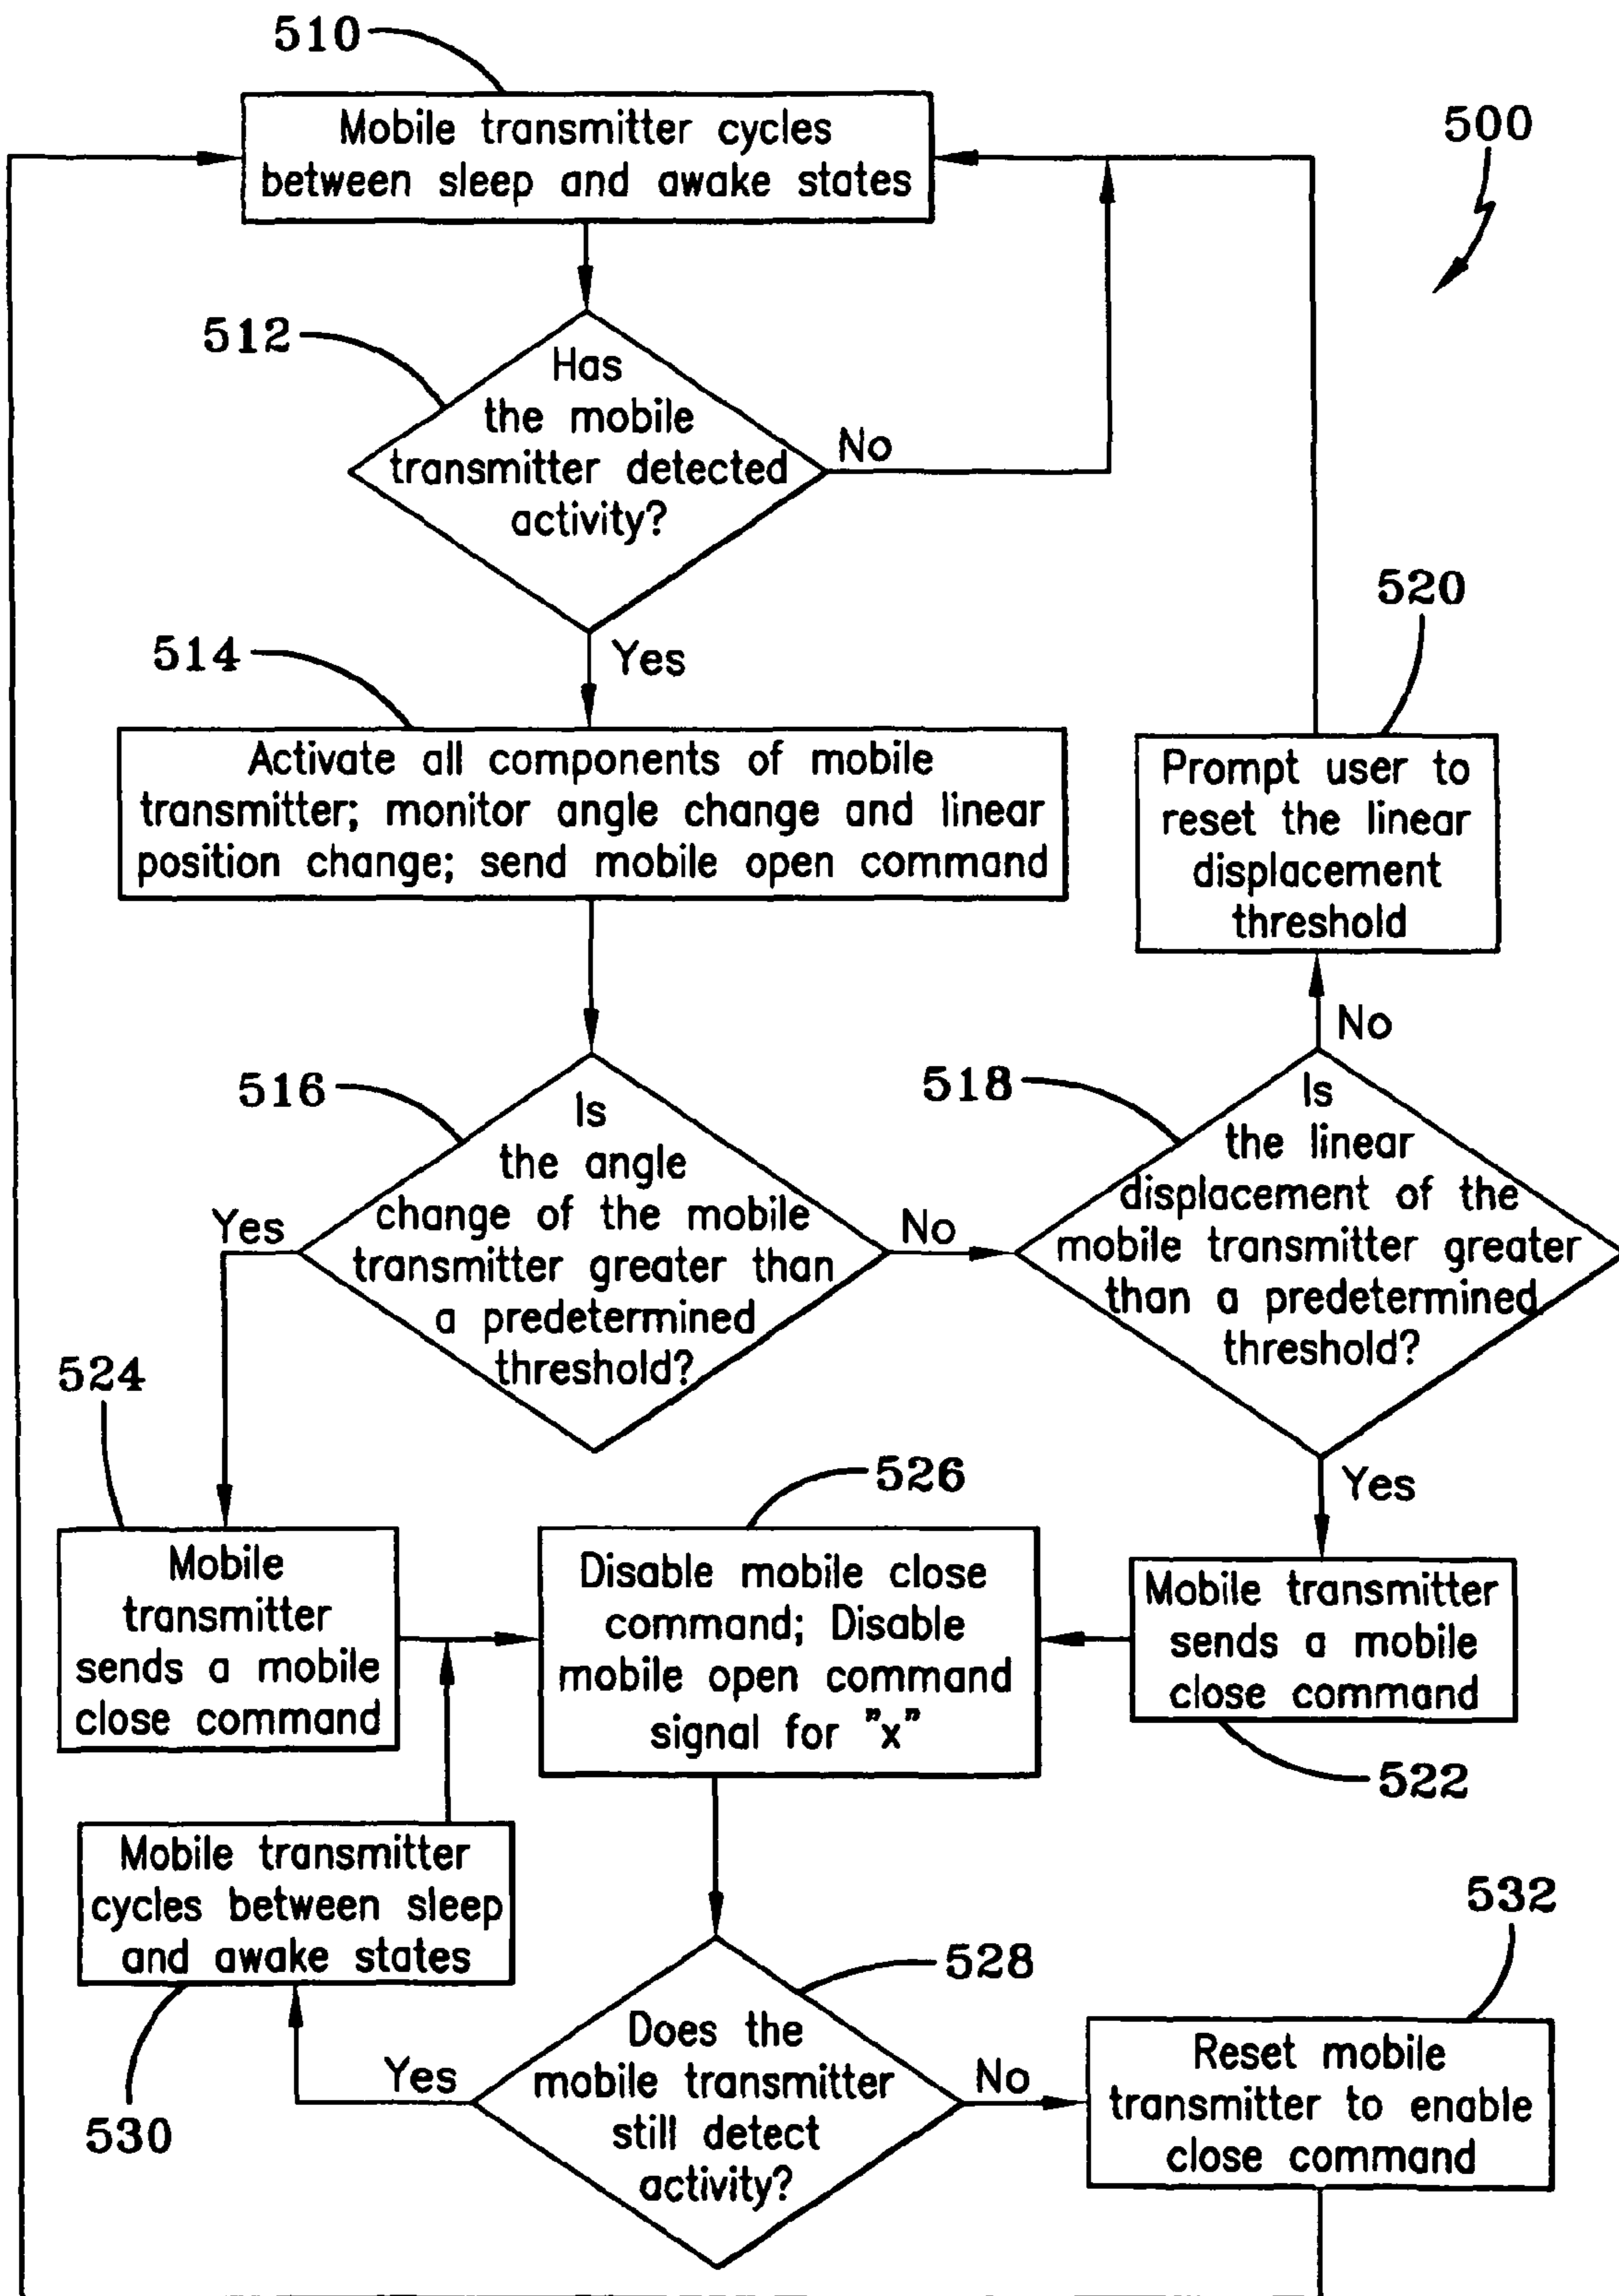 510
Mobile transmitter cycles
between sleep and awake states
500
512
Has
the mobile
transmitter detected
activity?
No
Yes
514
Activate all components of mobile
transmitter; monitor angle change and linear
position change; send mobile open command
520
Prompt user to
reset the linear
displacement
threshold
No
516
Is
the angle
change of the mobile
transmitter greater than
a predetermined
threshold?
Yes
No
518
Is
the linear
displacement of the
mobile transmitter greater
than a predetermined
threshold?
Yes
524
Mobile
transmitter
sends a mobile
close command
526
Disable mobile close
command; Disable
mobile open command
signal for "x"
Mobile transmitter
sends a mobile
close command
522
Mobile transmitter
cycles between sleep
and awake states
530
528
Does the
mobile transmitter
still detect
activity?
Yes
No
532
Reset mobile
transmitter to enable
close command